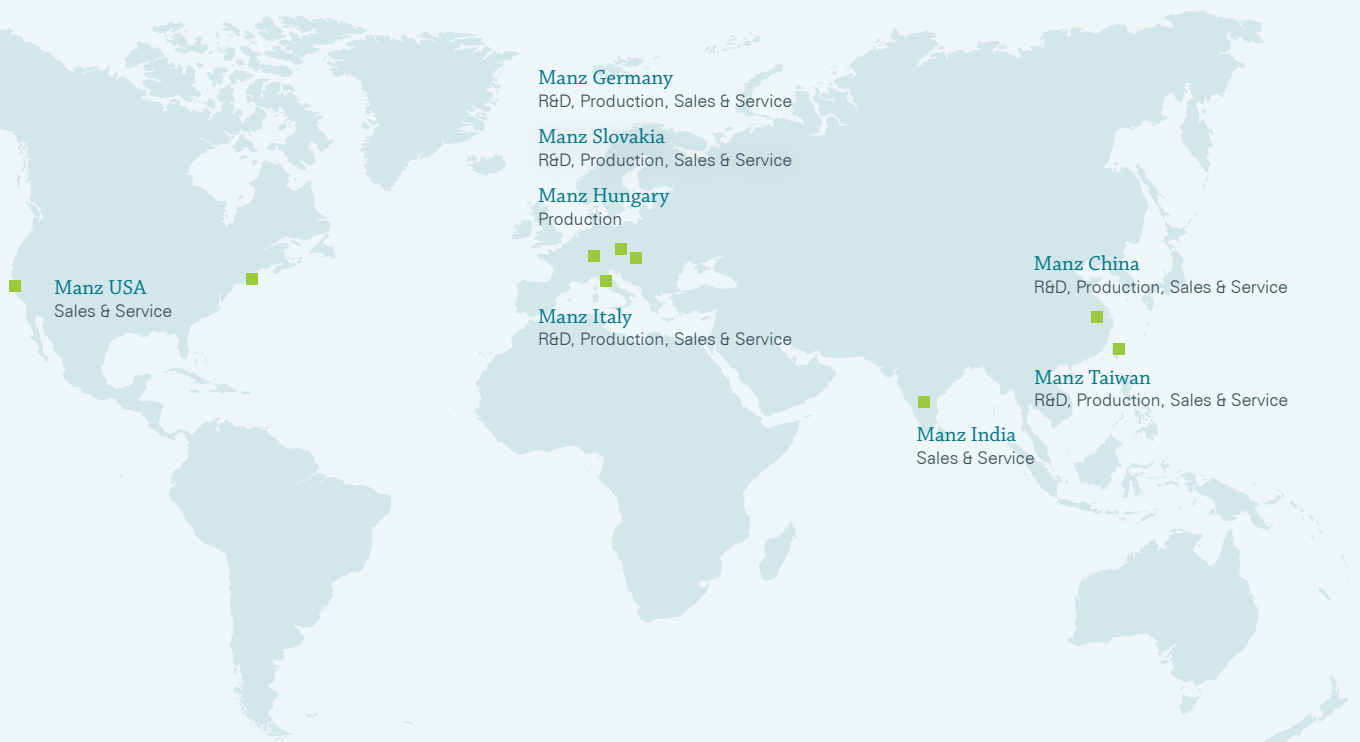 Manz Germany
R&D, Production, Sales & Service
Manz Slovakia
R&D, Production, Sales & Service
Manz Hungary
Production
Manz USA
Sales & Service
Manz Italy
R&D, Production, Sales & Service
Manz China
R&D, Production, Sales & Service
Manz Taiwan
R&D, Production, Sales & Service
Manz India
Sales & Service